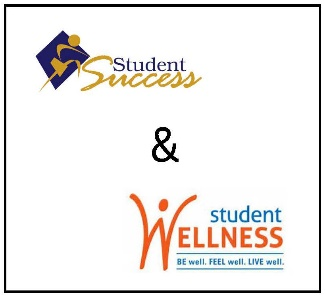 Student
Success
&
student
WELLNESS
BE well. FEEL well. LIVE well.